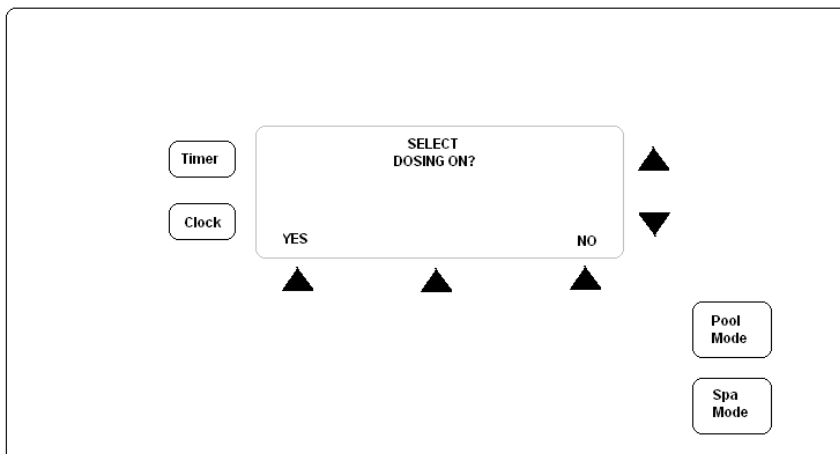 SELECT
DOSING ON?
Timer
Clock
YES
NO
Pool
Mode
Spa
Mode